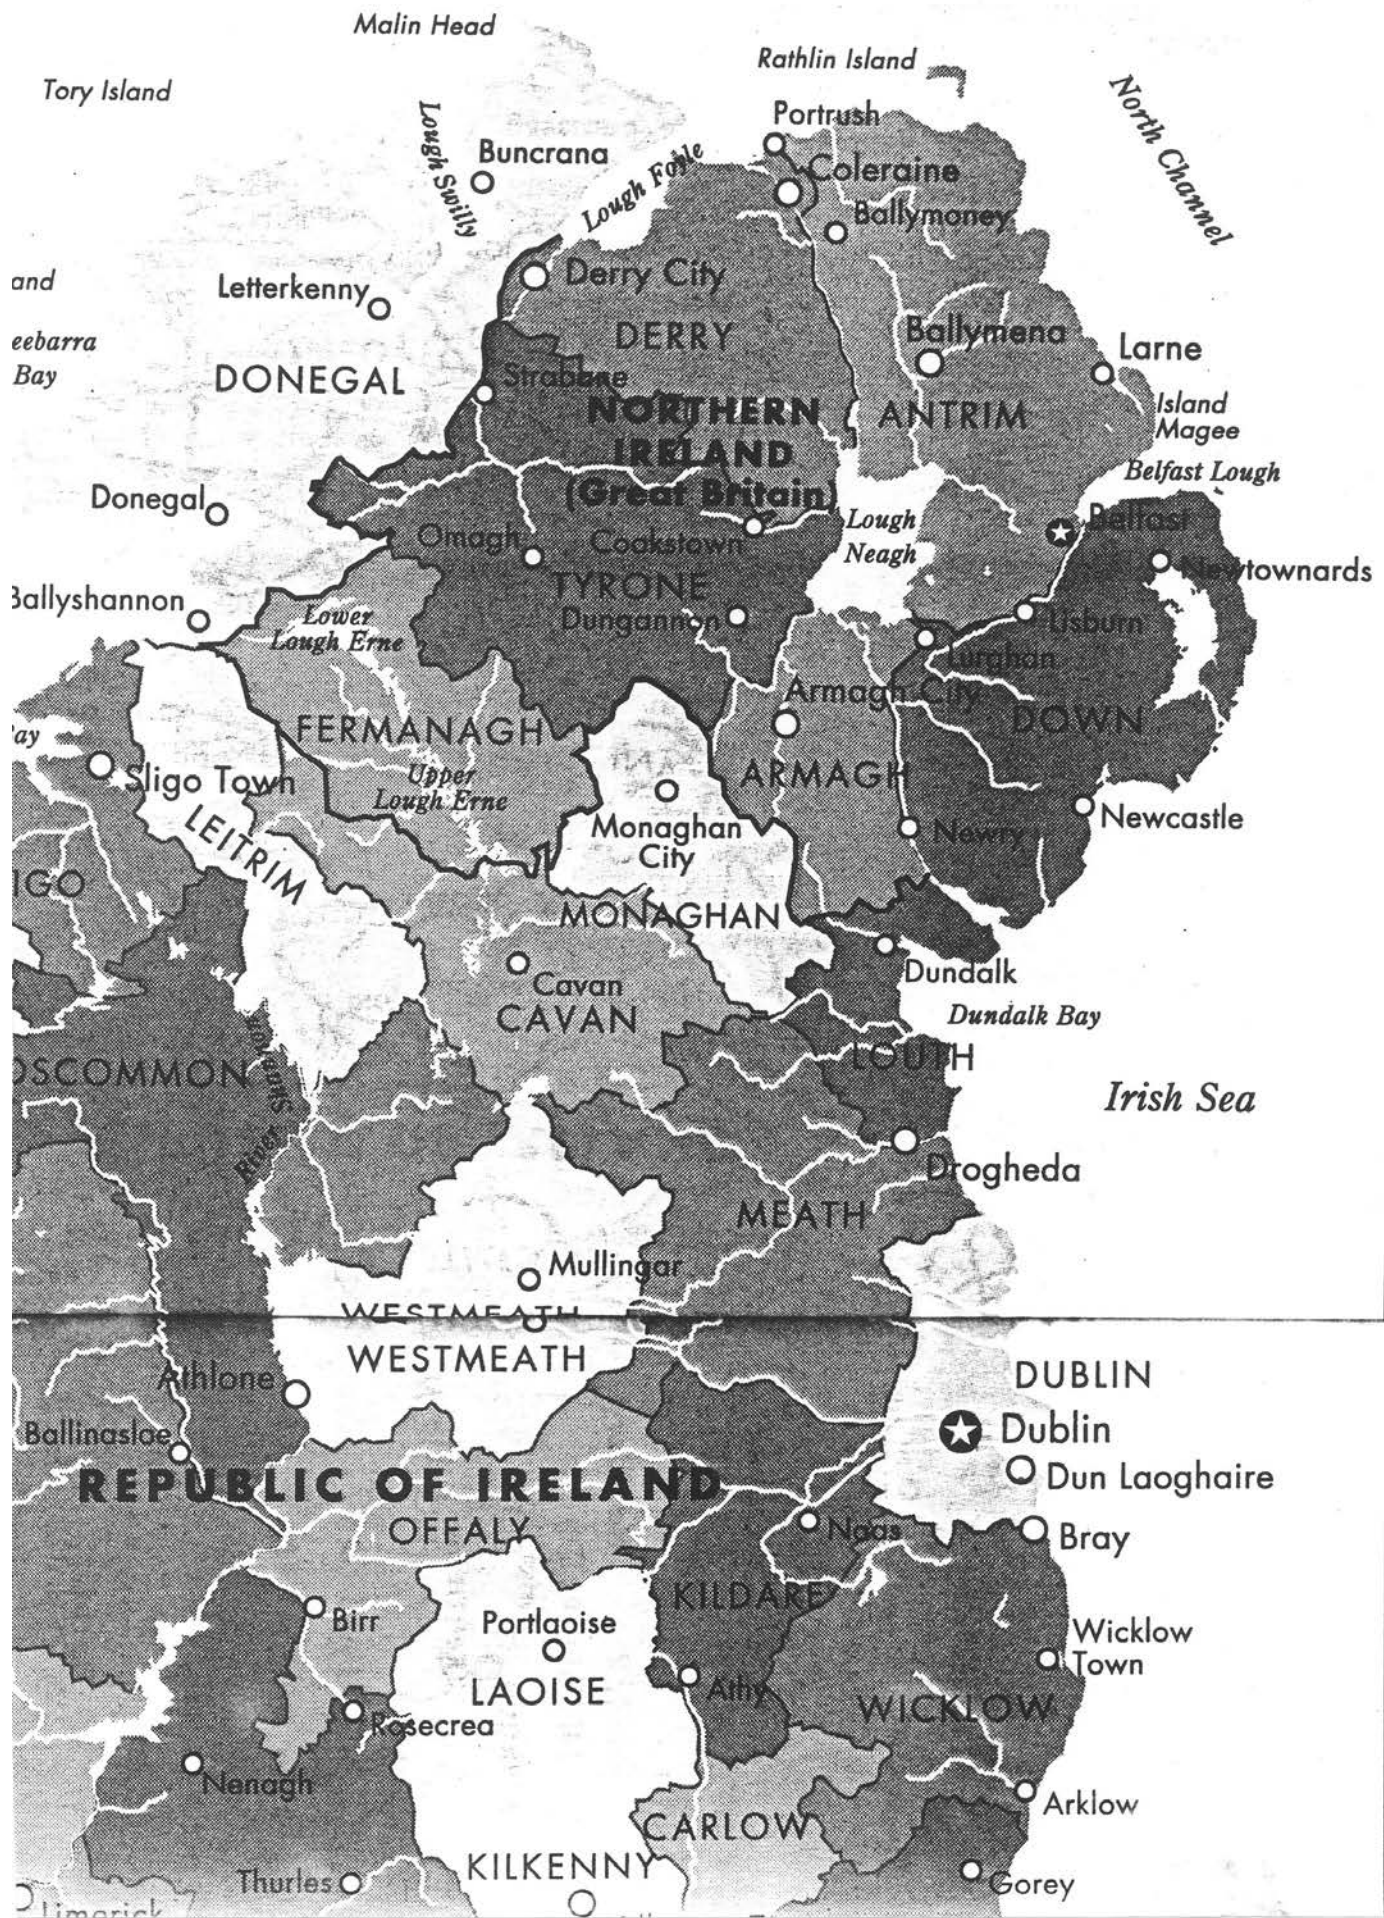 Malin Head
Rathlin Island
Tory Island
North Channel
Portrush
Lough Swilly
Buncrana
Lough Foyle
Coleraine
Ballymoney
and
Letterkenny
Derry City
eebarra
Bay
DERRY
Ballymena
Larne
DONEGAL
Strabane
NORTHERN
IRELAND
(Great Britain)
ANTRIM
Island
Magee
Belfast Lough
Donegal
Lough
Neagh
Belfast
Omagh
Cookstown
Newtownards
TYRONE
Ballyshannon
Lower
Lough Erne
Dungannon
Lisburn
Lurghan
Armagh City
DOWN
FERMANAGH
ay
Sligo Town
Upper
Lough Erne
ARMAGH
LEITRIM
Monaghan
City
Newry
Newcastle
IGO
MONAGHAN
Cavan
CAVAN
Dundalk
Dundalk Bay
OSCOMMON
River Shannon
LOUTH
Irish Sea
Drogheda
MEATH
Mullingar
WESTMEATH
WESTMEATH
DUBLIN
Athlone
Dublin
Ballinasloe
REPUBLIC OF IRELAND
Dun Laoghaire
OFFALY
Naas
Bray
KILDARE
Birr
Portlaoise
Wicklow
Town
LAOISE
Athy
WICKLOW
Rosecrea
Nenagh
Arklow
CARLOW
KILKENNY
Thurles
Gorey
Limerick